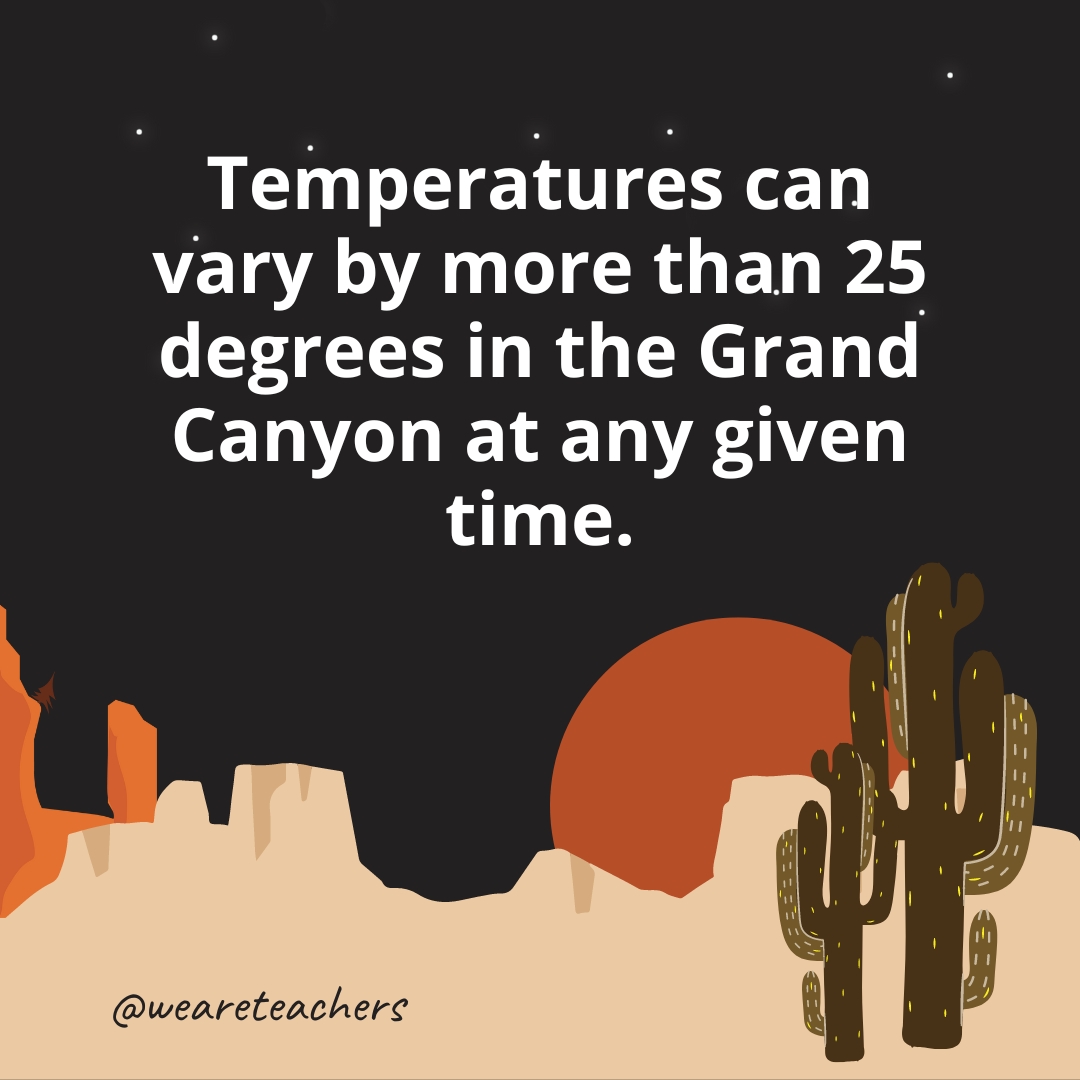 Temperatures can
vary by more than 25
degrees in the Grand
Canyon at any given
time.
@weareteachers